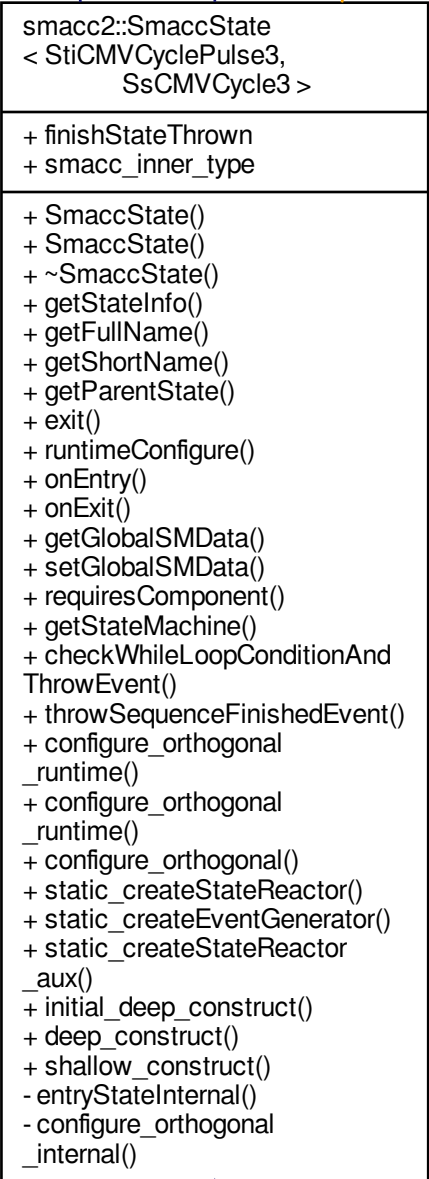 smacc2::SmaccState
< StiCMVCyclePulse3,
SsCMVCycle3 >
+ finishStateThrown
+ smacc_inner_type
+ SmaccState()
+ SmaccState()
+ ~SmaccState()
+ getStateInfo()
+ getFullName()
+ getShortName()
+ getParentState()
+ exit()
+ runtimeConfigure()
+ onEntry()
+ onExit()
+ getGlobalSMData()
+ setGlobalSMData()
+ requiresComponent()
+ getStateMachine()
+ checkWhileLoopConditionAnd
ThrowEvent()
+ throwSequenceFinishedEvent()
+ configure_orthogonal
_runtime()
+ configure_orthogonal
_runtime()
+ configure_orthogonal()
+ static_createStateReactor()
+ static_createEventGenerator()
+ static_createStateReactor
_aux()
+ initial_deep_construct()
+ deep_construct()
+ shallow_construct()
- entryStateInternal()
- configure_orthogonal
_internal()